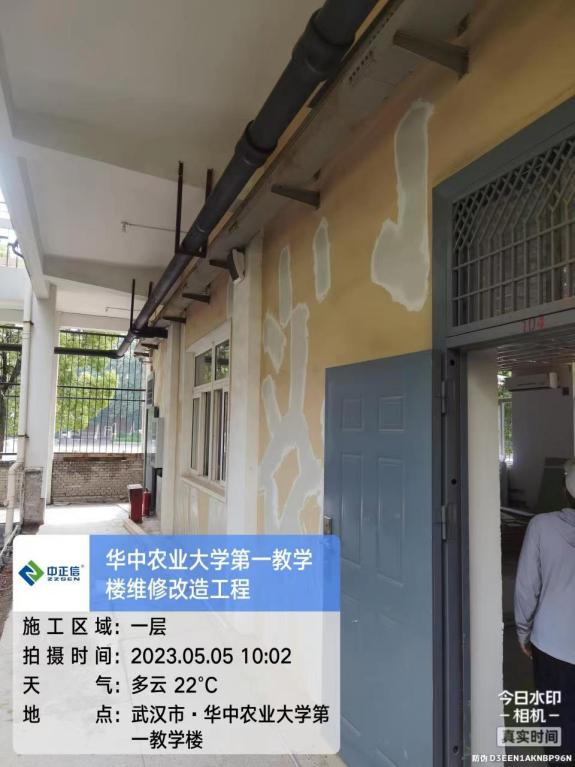 104
中正信®
ZZSCN
华中农业大学第一教学
楼维修改造工程
施工区域：一层
拍摄时间：2023.05.05 10:02
天气：多云 22℃
地点：武汉市·华中农业大学第
一教学楼
今日水印
-相机-
真实时间
防伪 D3EEN1AKNBP96N